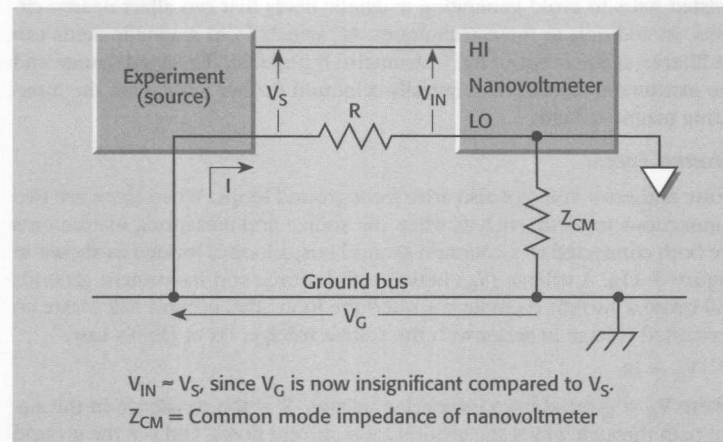 Experiment
(source)
V_S
V_IN
HI
Nanovoltmeter
LO
R
I
Z_CM
Ground bus
V_G
V_IN ≈ V_S, since V_G is now insignificant compared to V_S.
Z_CM = Common mode impedance of nanovoltmeter